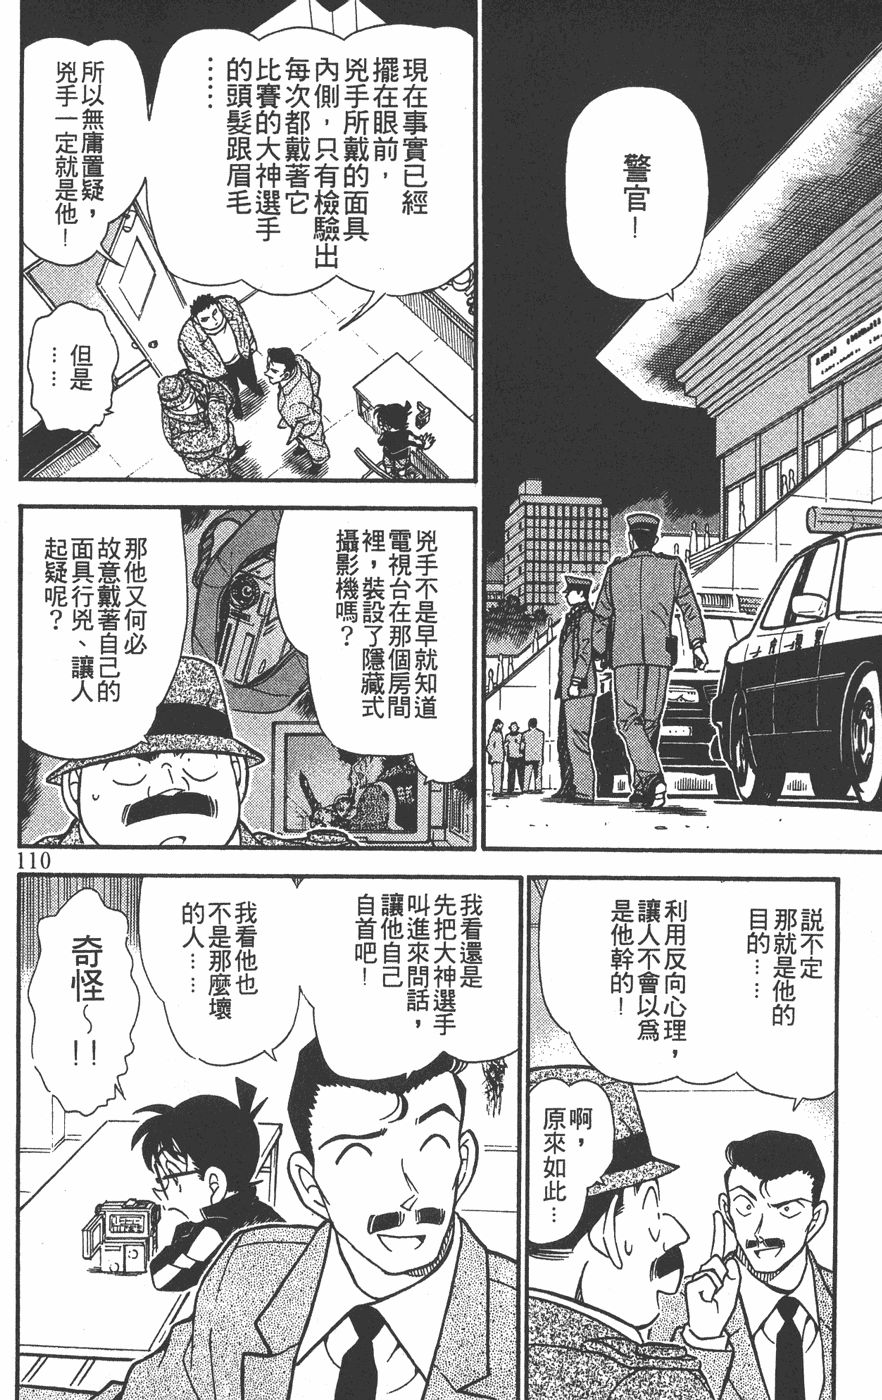 警官！
現在事實已經
擺在眼前，
兇手所戴的面具
內側，只有檢驗出
每次都戴著它
比賽的大神選手
的頭髮跟眉毛
……
所以無庸置疑，
兇手一定就是他！
但是
……
兇手不是早就知道
電視台在那個房間
裡，裝設了隱藏式
攝影機嗎？
那他又何必
故意戴著自己的
面具行兇、讓人
起疑呢？
110
説不定
那就是他的
目的……
利用反向心理，
讓人不會以爲
是他幹的！
啊，
原來如此…
我看還是
先把大神選手
叫進來問話，
讓他自己
自首吧！
我看他也
不是那麼壞
的人……
奇怪～!!